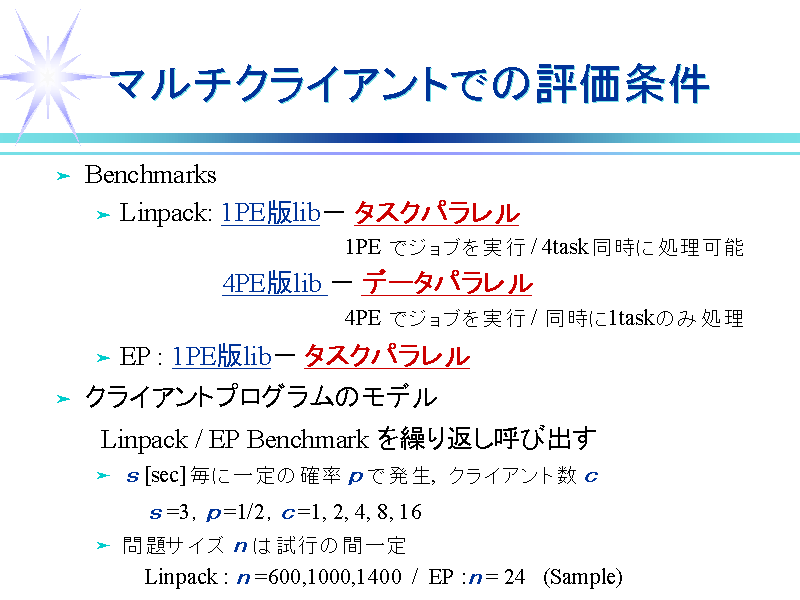 マルチクライアントでの評価条件
Benchmarks
Linpack: 1PE版lib－ タスクパラレル
1PE でジョブを実行 / 4task同時に処理可能
4PE版lib － データパラレル
4PE でジョブを実行 / 同時に1taskのみ処理
EP : 1PE版lib－ タスクパラレル
クライアントプログラムのモデル
Linpack / EP Benchmark を繰り返し呼び出す
s [sec]毎に一定の確率 p で発生, クライアント数 c
s =3, p =1/2, c =1, 2, 4, 8, 16
問題サイズ n は試行の間一定
Linpack : n =600,1000,1400 / EP :n = 24 (Sample)